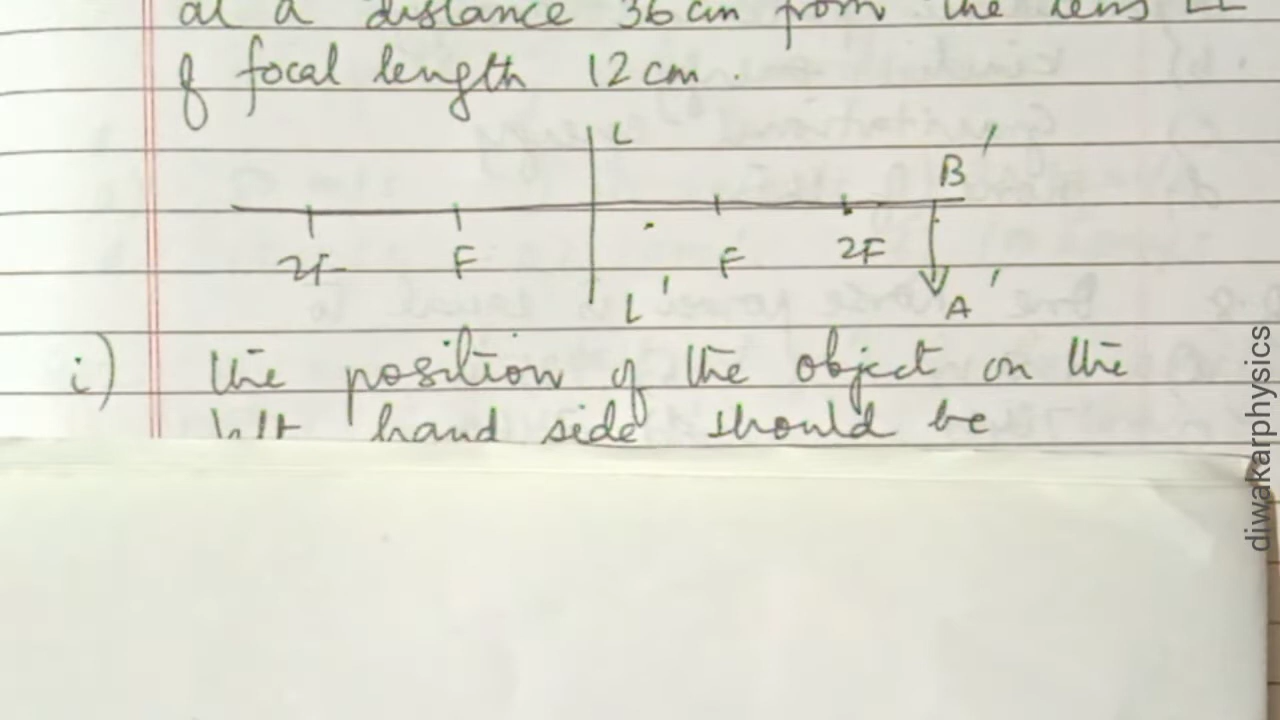 at a distance 36 cm from the lens LL
of focal length 12 cm.
L
B'
2F
F
F
2F
L'
A'
i) The position of the object on the
left hand side should be
diwakarphysics